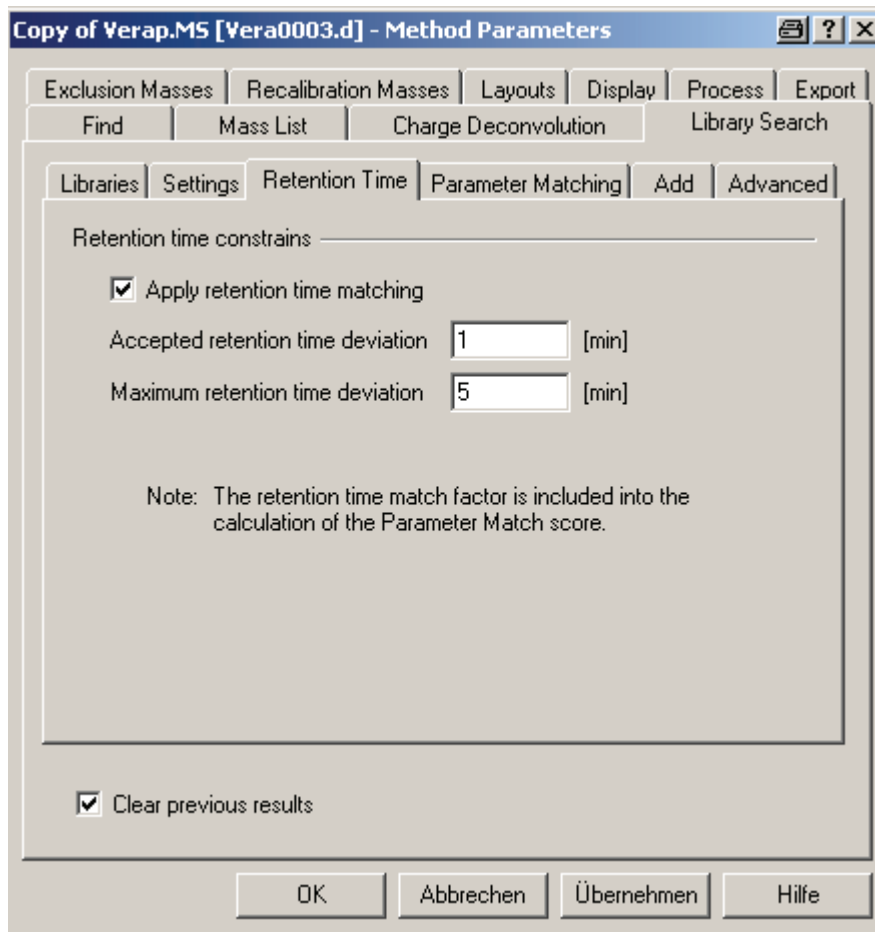 Copy of Verap.MS [Vera0003.d] - Method Parameters
Exclusion Masses Recalibration Masses Layouts Display Process Export
Find Mass List Charge Deconvolution Library Search
Libraries Settings Retention Time Parameter Matching Add Advanced
Retention time constrains
Apply retention time matching
Accepted retention time deviation 1 [min]
Maximum retention time deviation 5 [min]
Note: The retention time match factor is included into the
calculation of the Parameter Match score.
Clear previous results
OK Abbrechen Übernehmen Hilfe